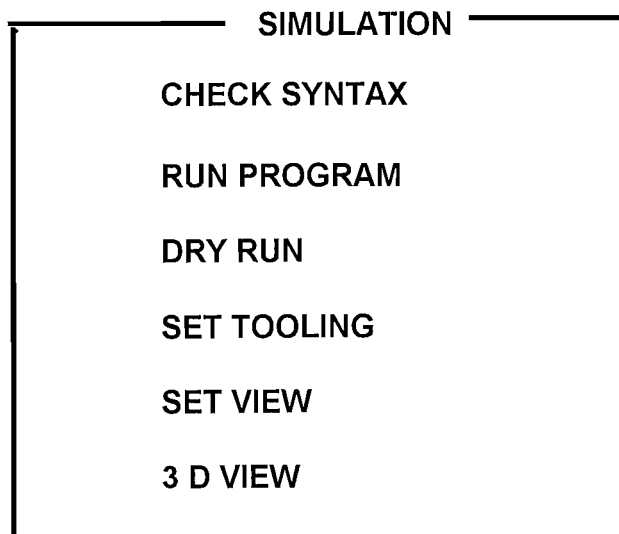 SIMULATION
CHECK SYNTAX
RUN PROGRAM
DRY RUN
SET TOOLING
SET VIEW
3 D VIEW